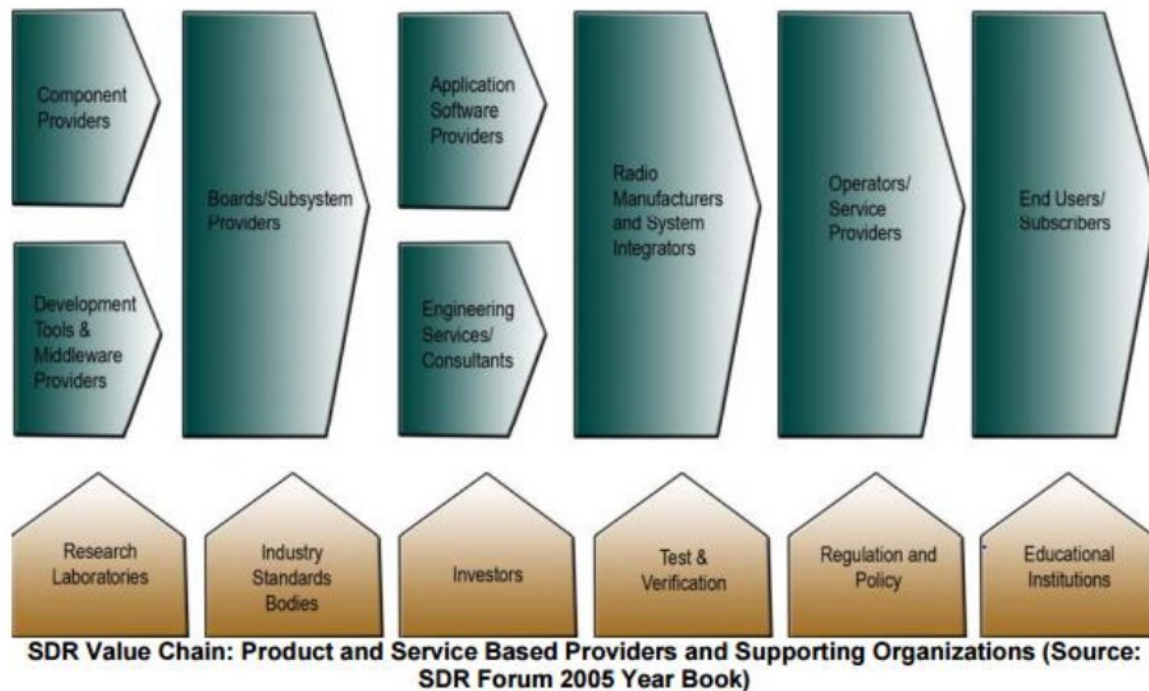 Component
Providers
Development
Tools &
Middleware
Providers
Boards/Subsystem
Providers
Application
Software
Providers
Engineering
Services/
Consultants
Radio
Manufacturers
and System
Integrators
Operators/
Service
Providers
End Users/
Subscribers
Research
Laboratories
Industry
Standards
Bodies
Investors
Test &
Verification
Regulation and
Policy
Educational
Institutions
SDR Value Chain: Product and Service Based Providers and Supporting Organizations (Source:
SDR Forum 2005 Year Book)